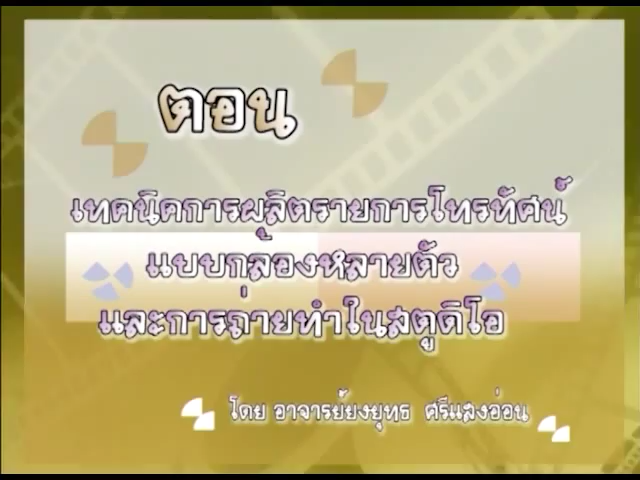 ตอน
เทคนิคการผลิตรายการโทรทัศน์
แบบกล้องหลายตัว
และการถ่ายทำในสตูดิโอ
โดย อาจารย์ยงยุทธ ศรีแสงอ่อน